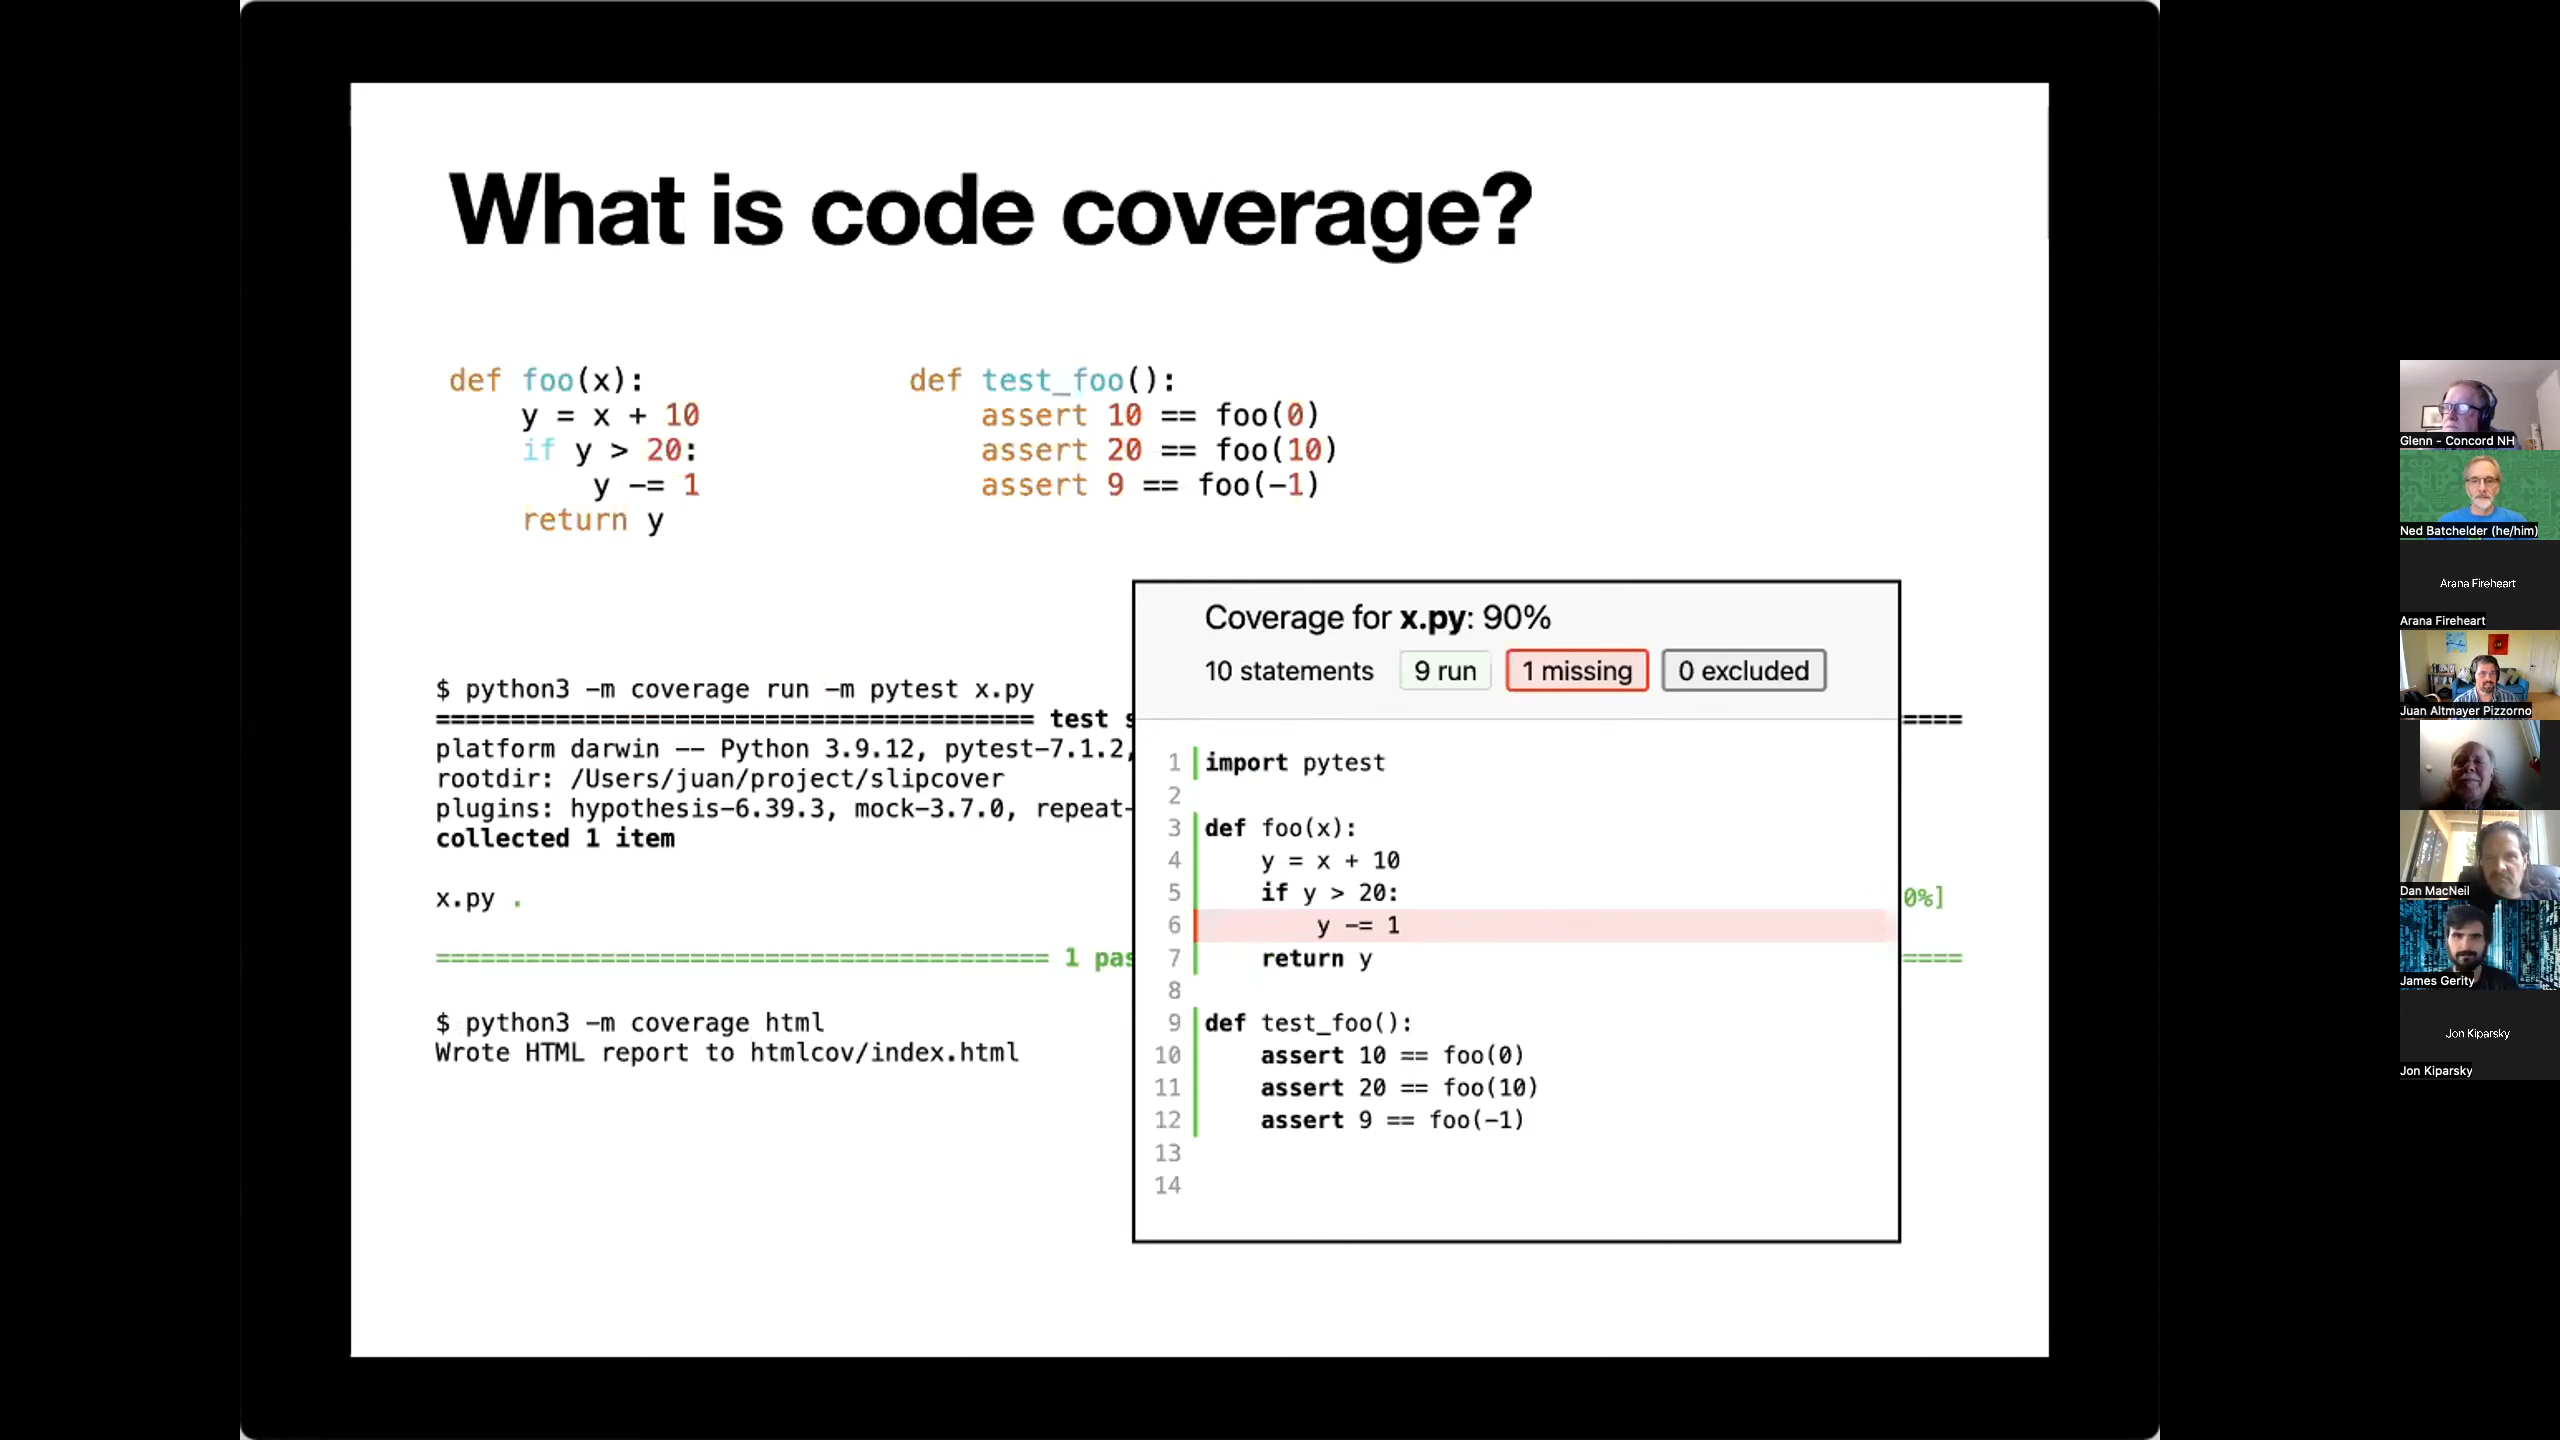 What is code coverage?
def foo(x):
    y = x + 10
    if y > 20:
        y -= 1
    return y
def test_foo():
    assert 10 == foo(0)
    assert 20 == foo(10)
    assert 9 == foo(-1)
$ python3 -m coverage run -m pytest x.py
======================================== test s ====
platform darwin -- Python 3.9.12, pytest-7.1.2,
rootdir: /Users/juan/project/slipcover
plugins: hypothesis-6.39.3, mock-3.7.0, repeat-
collected 1 item
x.py . 0%]
========================================= 1 pas ====
$ python3 -m coverage html
Wrote HTML report to htmlcov/index.html
Coverage for x.py: 90%
10 statements 9 run 1 missing 0 excluded
1 import pytest
2
3 def foo(x):
4     y = x + 10
5     if y > 20:
6         y -= 1
7     return y
8
9 def test_foo():
10     assert 10 == foo(0)
11     assert 20 == foo(10)
12     assert 9 == foo(-1)
13
14
Glenn - Concord NH
Ned Batchelder (he/him)
Arana Fireheart
Arana Fireheart
Juan Altmayer Pizzorno
Dan MacNeil
James Gerity
Jon Kiparsky
Jon Kiparsky